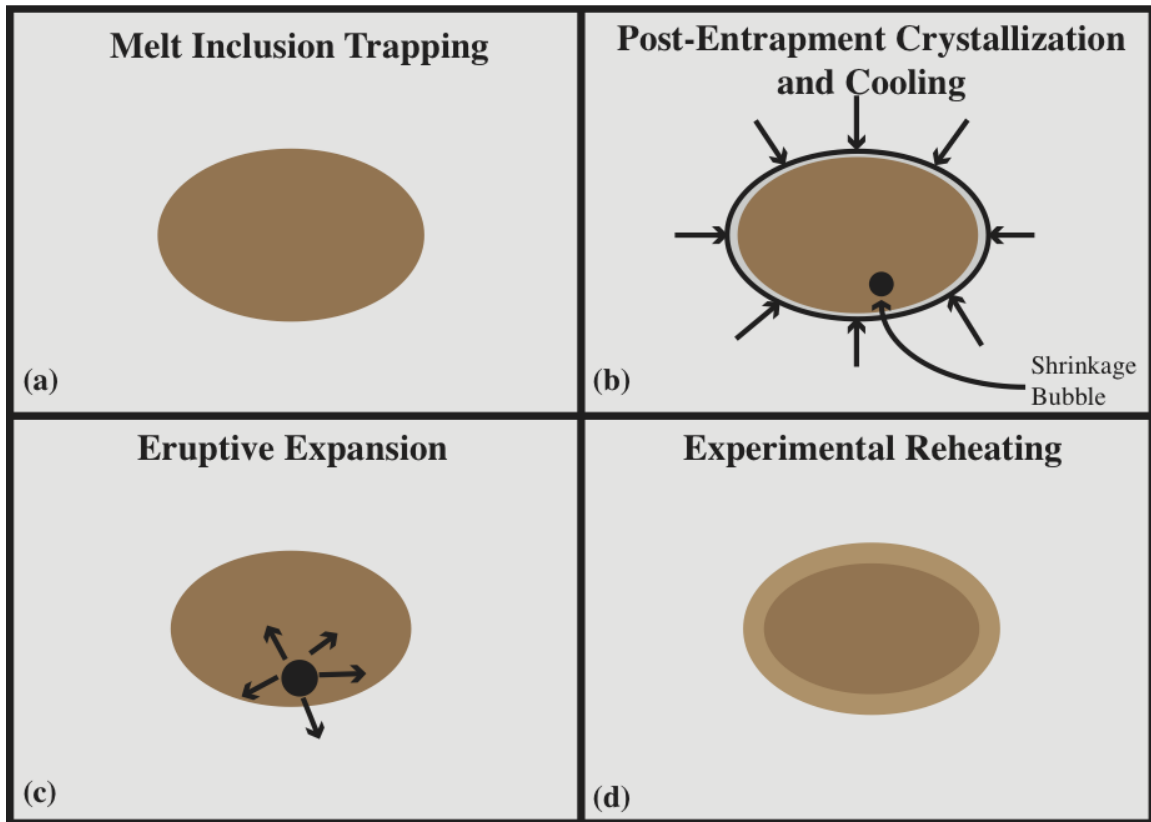 Melt Inclusion Trapping
(a)
Post-Entrapment Crystallization
and Cooling
Shrinkage
Bubble
(b)
Eruptive Expansion
(c)
Experimental Reheating
(d)